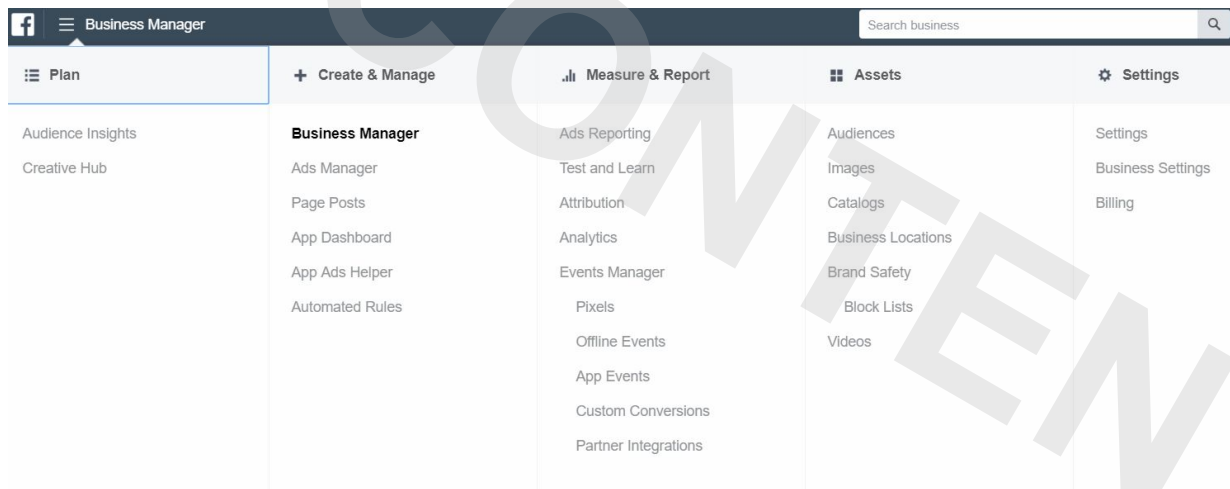 f Business Manager Search business
Plan
Audience Insights
Creative Hub
Create & Manage
Business Manager
Ads Manager
Page Posts
App Dashboard
App Ads Helper
Automated Rules
Measure & Report
Ads Reporting
Test and Learn
Attribution
Analytics
Events Manager
Pixels
Offline Events
App Events
Custom Conversions
Partner Integrations
Assets
Audiences
Images
Catalogs
Business Locations
Brand Safety
Block Lists
Videos
Settings
Settings
Business Settings
Billing
CONTEN